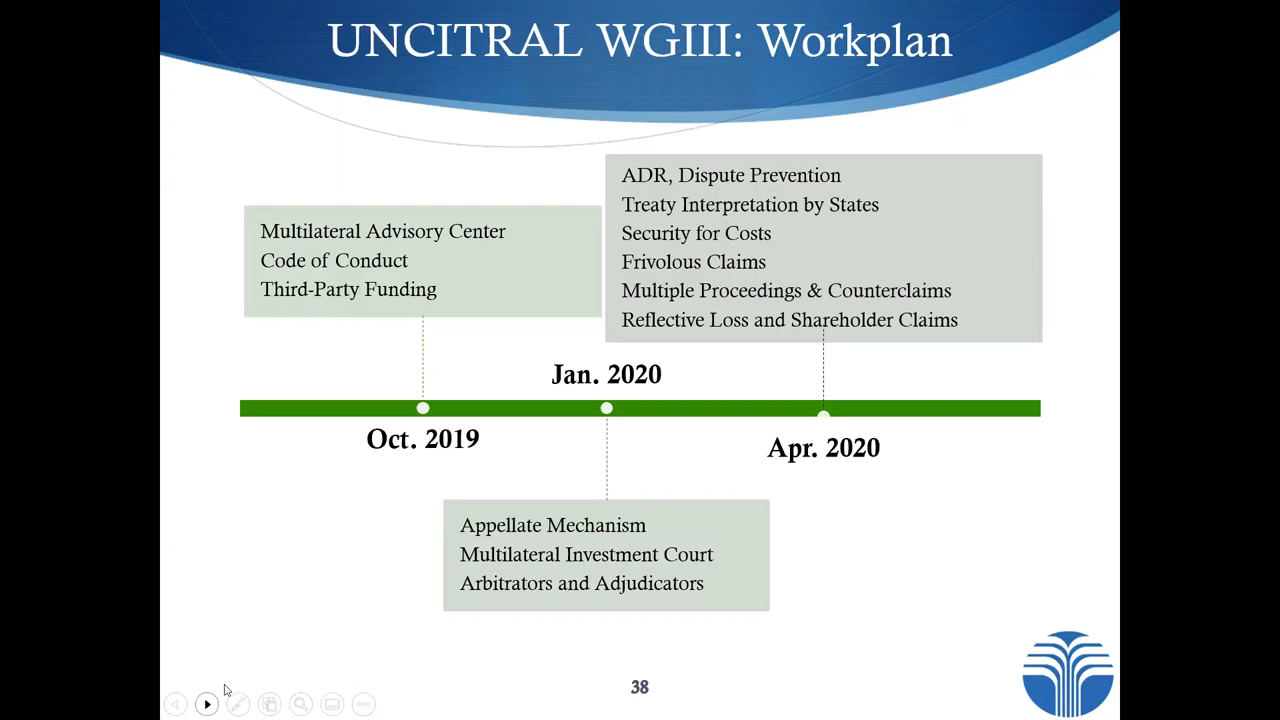 UNCITRAL WGIII: Workplan
ADR, Dispute Prevention
Treaty Interpretation by States
Security for Costs
Frivolous Claims
Multiple Proceedings & Counterclaims
Reflective Loss and Shareholder Claims
Multilateral Advisory Center
Code of Conduct
Third-Party Funding
Jan. 2020
Oct. 2019
Apr. 2020
Appellate Mechanism
Multilateral Investment Court
Arbitrators and Adjudicators
38